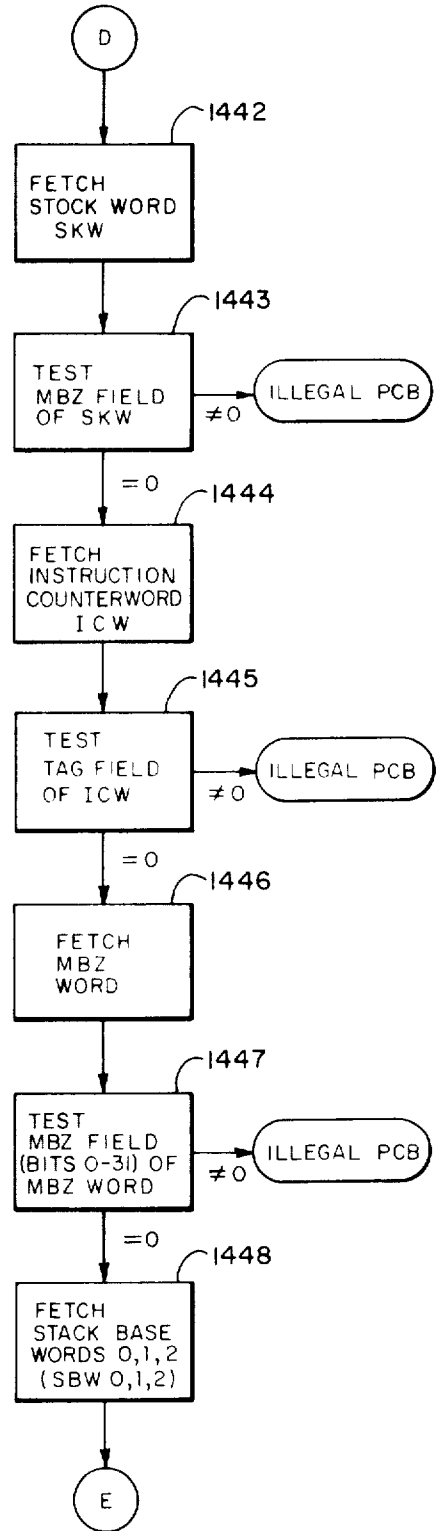 D
1442
FETCH
STOCK WORD
SKW
1443
TEST
MBZ FIELD
OF SKW
≠0
ILLEGAL PCB
=0
1444
FETCH
INSTRUCTION
COUNTERWORD
ICW
1445
TEST
TAG FIELD
OF ICW
≠0
ILLEGAL PCB
=0
1446
FETCH
MBZ
WORD
1447
TEST
MBZ FIELD
(BITS 0-31) OF
MBZ WORD
≠0
ILLEGAL PCB
=0
1448
FETCH
STACK BASE
WORDS 0,1,2
(SBW 0,1,2)
E